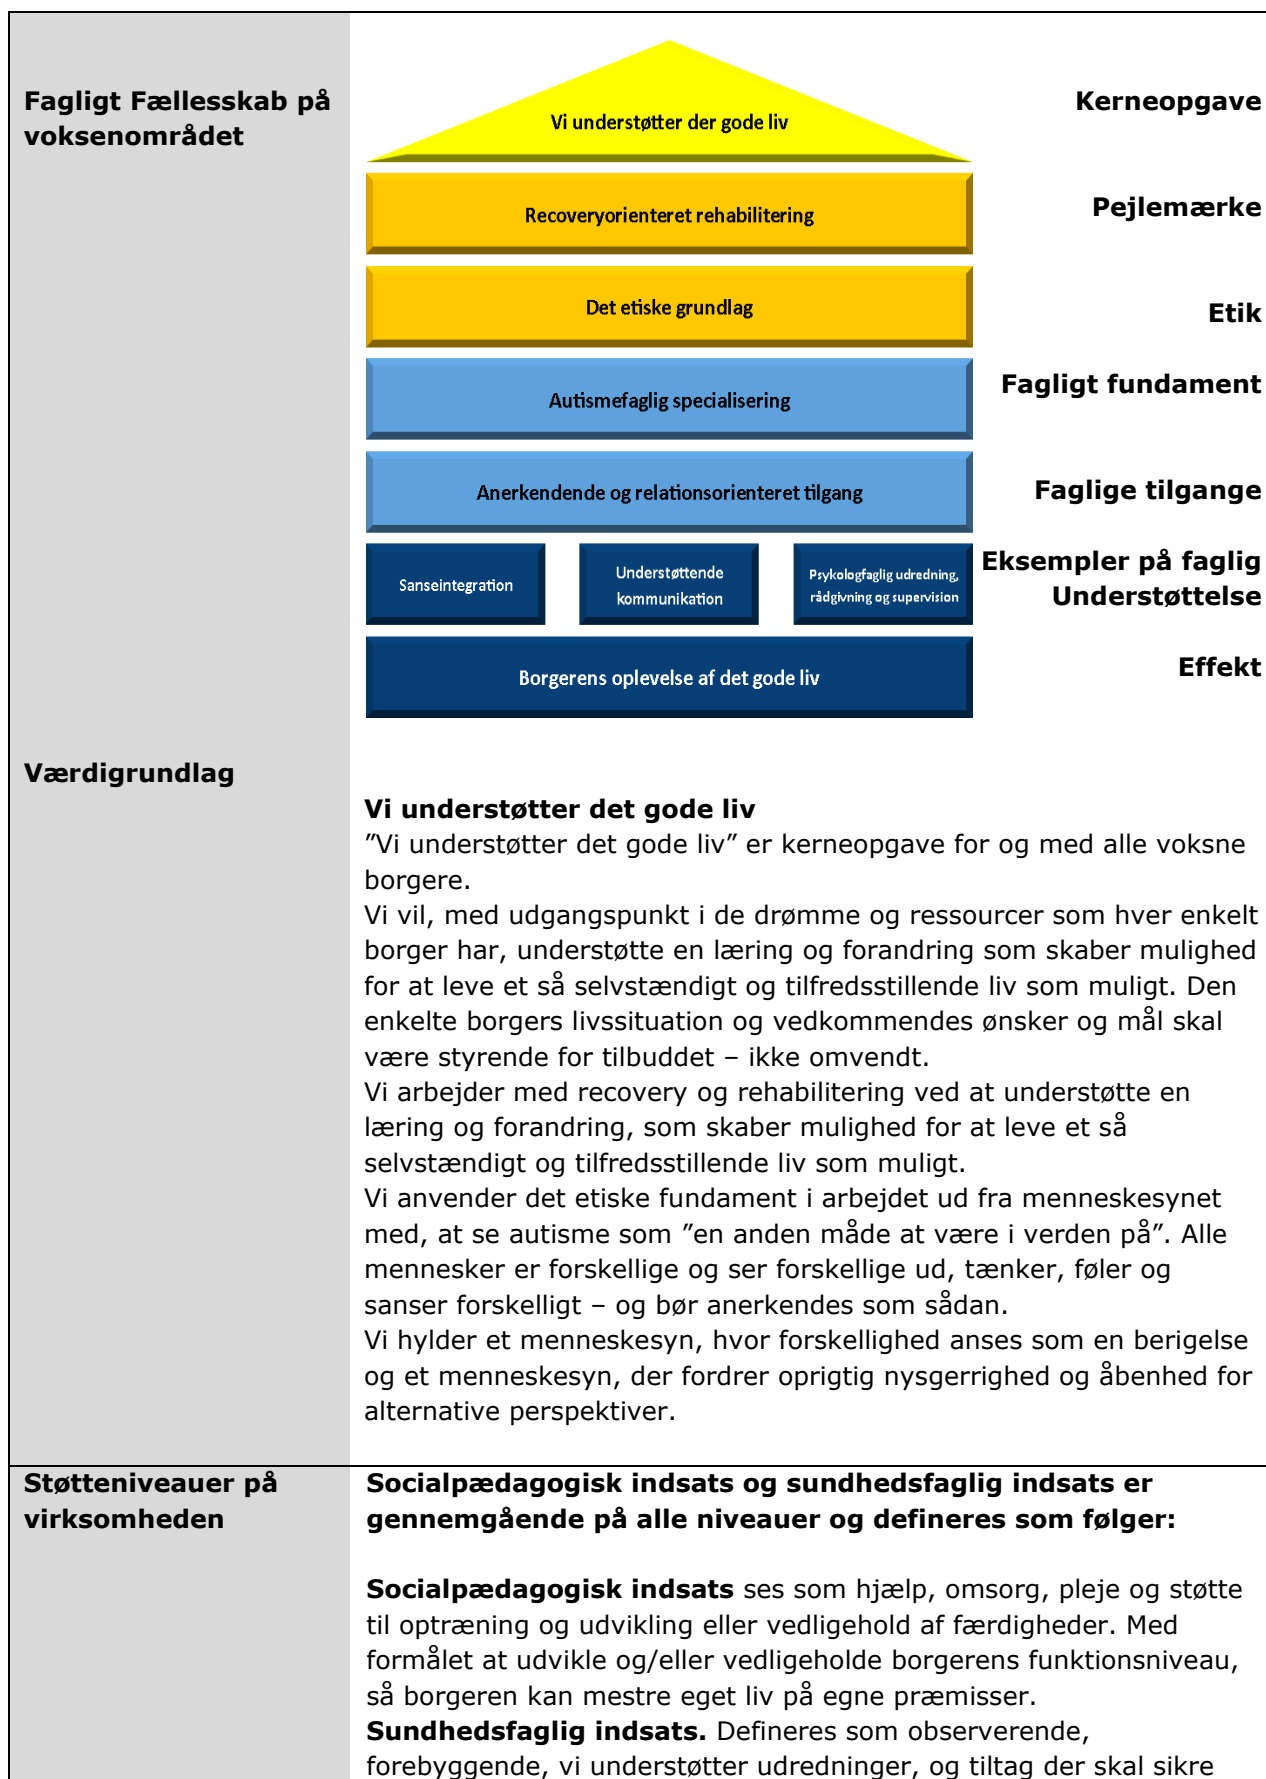 Fagligt Fællesskab på
voksenområdet
Vi understøtter der gode liv
Kerneopgave
Recoveryorienteret rehabilitering
Pejlemærke
Det etiske grundlag
Etik
Autismefaglig specialisering
Fagligt fundament
Anerkendende og relationsorienteret tilgang
Faglige tilgange
Sanseintegration
Understøttende
kommunikation
Psykologfaglig udredning,
rådgivning og supervision
Eksempler på faglig
Understøttelse
Borgerens oplevelse af det gode liv
Effekt
Værdigrundlag
Vi understøtter det gode liv
”Vi understøtter det gode liv” er kerneopgave for og med alle voksne
borgere.
Vi vil, med udgangspunkt i de drømme og ressourcer som hver enkelt
borger har, understøtte en læring og forandring som skaber mulighed
for at leve et så selvstændigt og tilfredsstillende liv som muligt. Den
enkelte borgers livssituation og vedkommendes ønsker og mål skal
være styrende for tilbuddet – ikke omvendt.
Vi arbejder med recovery og rehabilitering ved at understøtte en
læring og forandring, som skaber mulighed for at leve et så
selvstændigt og tilfredsstillende liv som muligt.
Vi anvender det etiske fundament i arbejdet ud fra menneskesynet
med, at se autisme som ”en anden måde at være i verden på”. Alle
mennesker er forskellige og ser forskellige ud, tænker, føler og
sanser forskelligt – og bør anerkendes som sådan.
Vi hylder et menneskesyn, hvor forskellighed anses som en berigelse
og et menneskesyn, der fordrer oprigtig nysgerrighed og åbenhed for
alternative perspektiver.
Støtteniveauer på
virksomheden
Socialpædagogisk indsats og sundhedsfaglig indsats er
gennemgående på alle niveauer og defineres som følger:
Socialpædagogisk indsats ses som hjælp, omsorg, pleje og støtte
til optræning og udvikling eller vedligehold af færdigheder. Med
formålet at udvikle og/eller vedligeholde borgerens funktionsniveau,
så borgeren kan mestre eget liv på egne præmisser.
Sundhedsfaglig indsats. Defineres som observerende,
forebyggende, vi understøtter udredninger, og tiltag der skal sikre